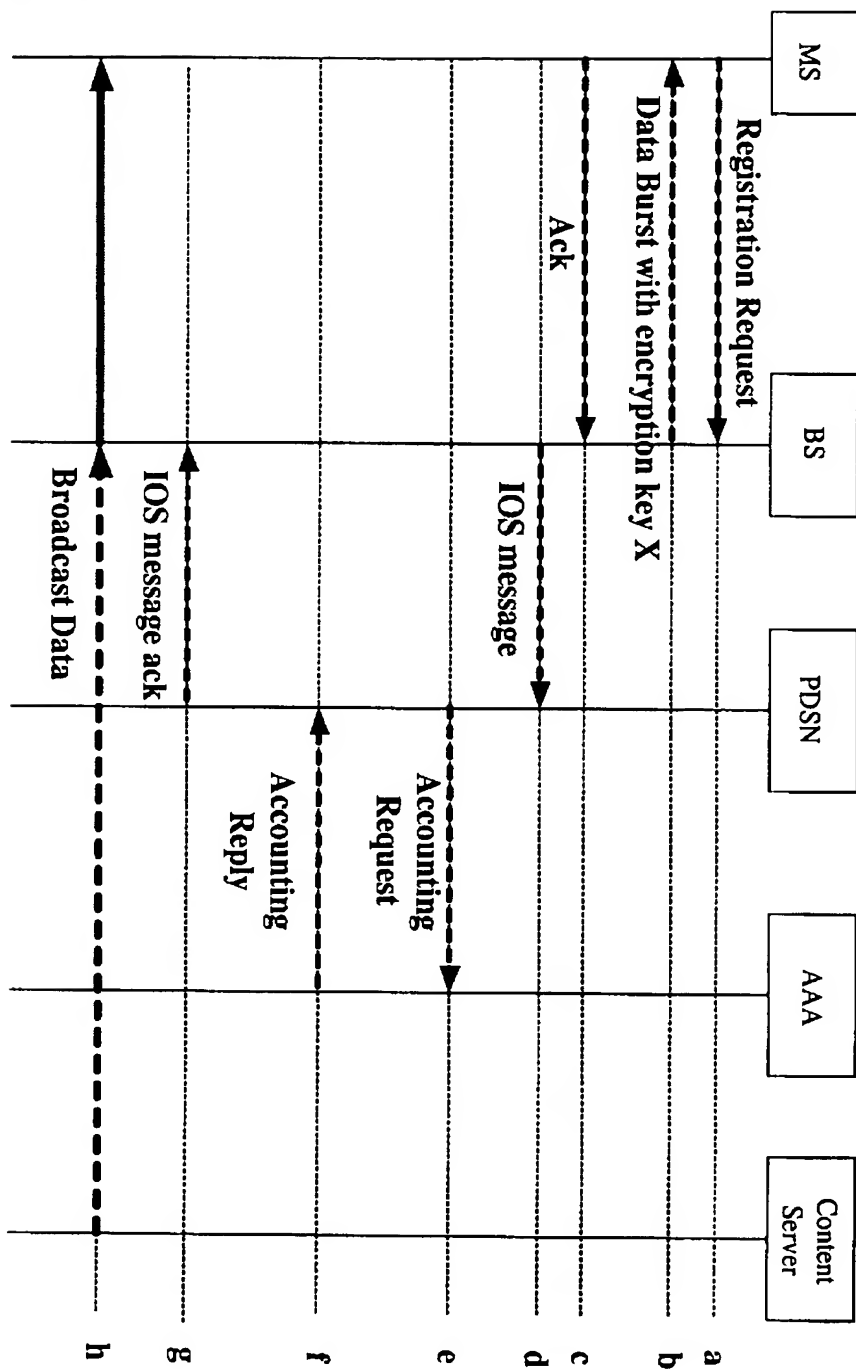 MS
BS
PDSN
AAA
Content
Server
Registration Request
a
Data Burst with encryption key X
b
Ack
c
IOS message
d
Accounting
Request
e
Accounting
Reply
f
IOS message ack
g
Broadcast Data
h